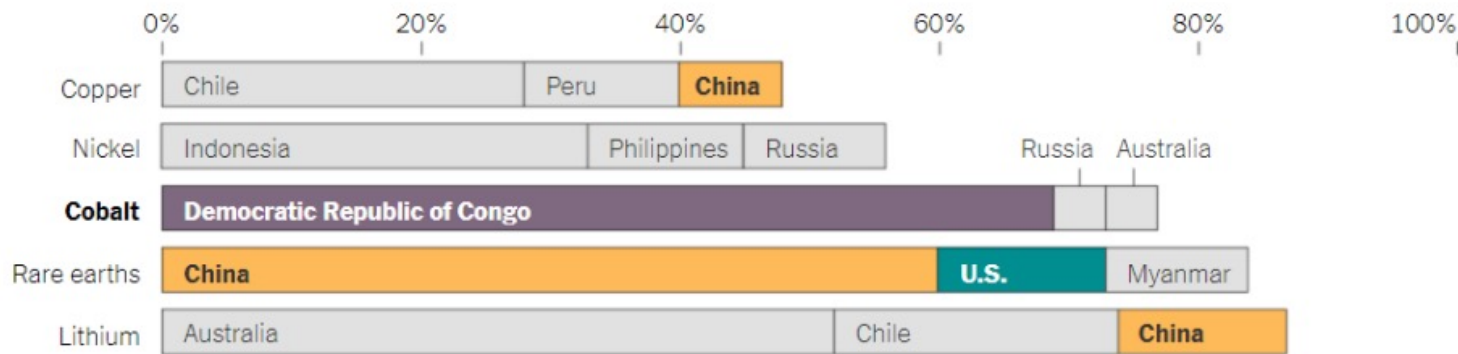 0% 20% 40% 60% 80% 100%
Copper Chile Peru China
Nickel Indonesia Philippines Russia
Russia Australia
Cobalt Democratic Republic of Congo
Rare earths China U.S. Myanmar
Lithium Australia Chile China